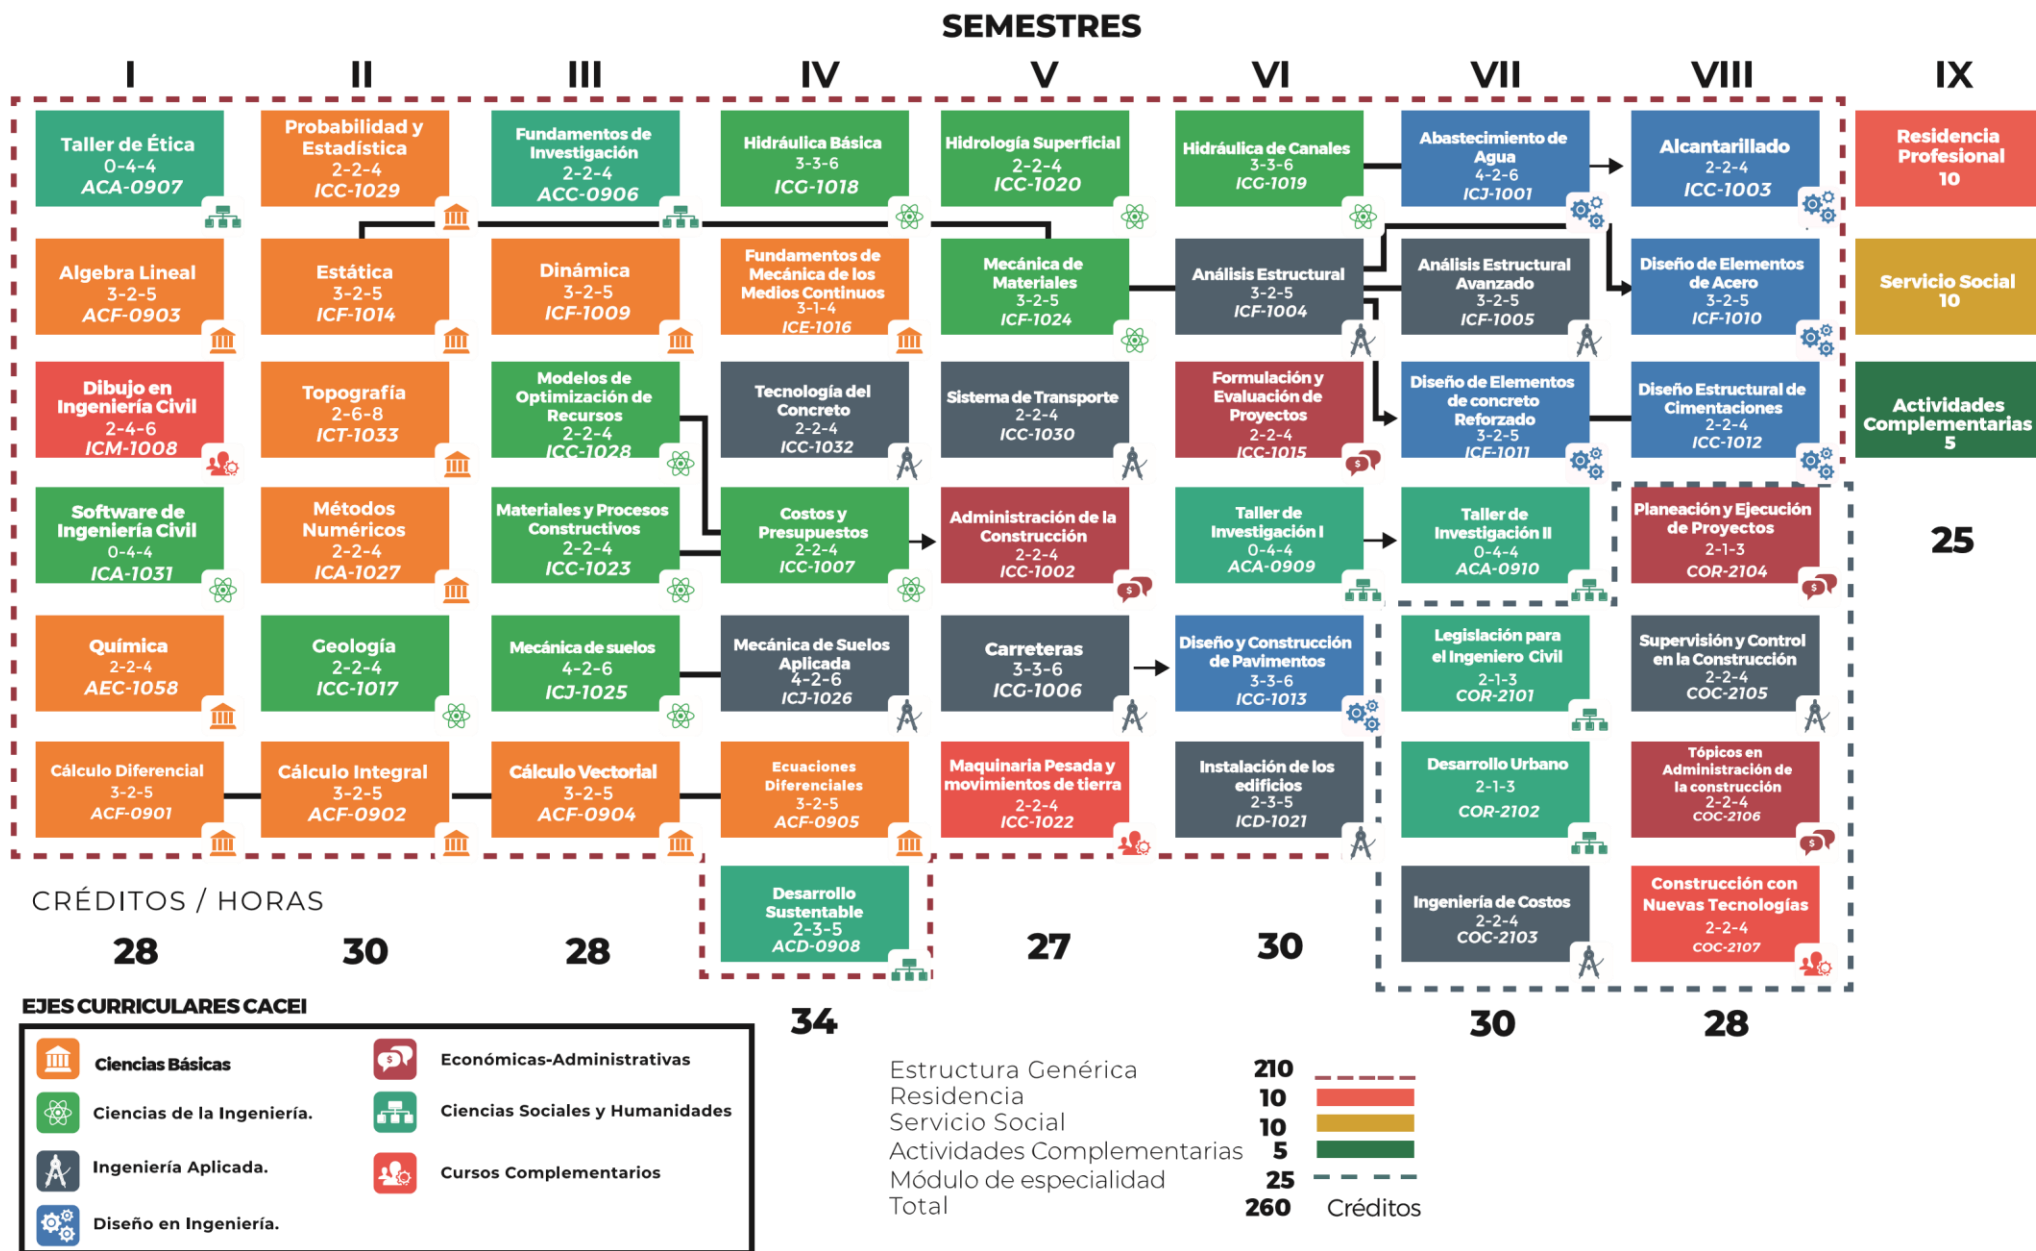 SEMESTRES
I
II
III
IV
V
VI
VII
VIII
IX
Taller de Ética
0-4-4
ACA-0907
Probabilidad y
Estadística
2-2-4
ICC-1029
Fundamentos de
Investigación
2-2-4
ACC-0906
Hidráulica Básica
3-3-6
ICG-1018
Hidrología Superficial
2-2-4
ICC-1020
Hidráulica de Canales
3-3-6
ICG-1019
Abastecimiento de
Agua
4-2-6
ICJ-1001
Alcantarillado
2-2-4
ICC-1003
Residencia
Profesional
10
Algebra Lineal
3-2-5
ACF-0903
Estática
3-2-5
ICF-1014
Dinámica
3-2-5
ICF-1009
Fundamentos de
Mecánica de los
Medios Continuos
3-1-4
ICE-1016
Mecánica de
Materiales
3-2-5
ICF-1024
Análisis Estructural
3-2-5
ICF-1004
Análisis Estructural
Avanzado
3-2-5
ICF-1005
Diseño de Elementos
de Acero
3-2-5
ICF-1010
Servicio Social
10
Dibujo en
Ingeniería Civil
2-4-6
ICM-1008
Topografía
2-6-8
ICT-1033
Modelos de
Optimización de
Recursos
2-2-4
ICC-1028
Tecnología del
Concreto
2-2-4
ICC-1032
Sistema de Transporte
2-2-4
ICC-1030
Formulación y
Evaluación de
Proyectos
2-2-4
ICC-1015
Diseño de Elementos
de concreto
Reforzado
3-2-5
ICF-1011
Diseño Estructural de
Cimentaciones
2-2-4
ICC-1012
Actividades
Complementarias
5
Software de
Ingeniería Civil
0-4-4
ICA-1031
Métodos
Numéricos
2-2-4
ICA-1027
Materiales y Procesos
Constructivos
2-2-4
ICC-1023
Costos y
Presupuestos
2-2-4
ICC-1007
Administración de la
Construcción
2-2-4
ICC-1002
Taller de
Investigación I
0-4-4
ACA-0909
Taller de
Investigación II
0-4-4
ACA-0910
Planeación y Ejecución
de Proyectos
2-1-3
COR-2104
25
Química
2-2-4
AEC-1058
Geología
2-2-4
ICC-1017
Mecánica de suelos
4-2-6
ICJ-1025
Mecánica de Suelos
Aplicada
4-2-6
ICJ-1026
Carreteras
3-3-6
ICG-1006
Diseño y Construcción
de Pavimentos
3-3-6
ICG-1013
Legislación para
el Ingeniero Civil
2-1-3
COR-2101
Supervisión y Control
en la Construcción
2-2-4
COC-2105
Cálculo Diferencial
3-2-5
ACF-0901
Cálculo Integral
3-2-5
ACF-0902
Cálculo Vectorial
3-2-5
ACF-0904
Ecuaciones
Diferenciales
3-2-5
ACF-0905
Maquinaria Pesada y
movimientos de tierra
2-2-4
ICC-1022
Instalación de los
edificios
2-3-5
ICD-1021
Desarrollo Urbano
2-1-3
COR-2102
Tópicos en
Administración de
la construcción
2-2-4
COC-2106
Desarrollo
Sustentable
2-3-5
ACD-0908
Ingeniería de Costos
2-2-4
COC-2103
Construcción con
Nuevas Tecnologías
2-2-4
COC-2107
CRÉDITOS / HORAS
28
30
28
34
27
30
30
28
EJES CURRICULARES CACEI
Ciencias Básicas
Ciencias de la Ingeniería.
Ingeniería Aplicada.
Diseño en Ingeniería.
Económicas-Administrativas
Ciencias Sociales y Humanidades
Cursos Complementarios
Estructura Genérica 210
Residencia 10
Servicio Social 10
Actividades Complementarias 5
Módulo de especialidad 25
Total 260 Créditos